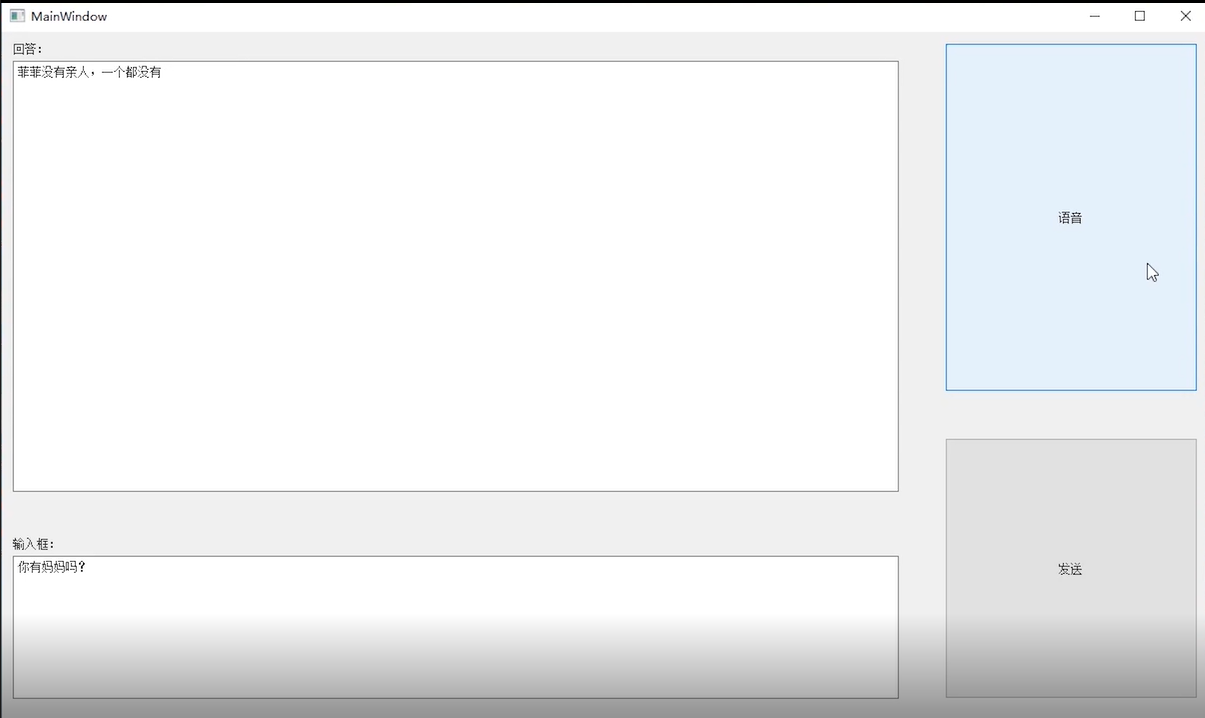 MainWindow
回答：
菲菲没有亲人，一个都没有
语音
输入框：
你有妈妈吗？
发送